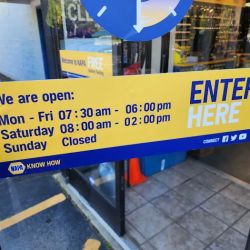 Welcome to NAPA
FREE
We are open:
Mon - Fri 07:30 am - 06:00 pm
Saturday 08:00 am - 02:00 pm
Sunday Closed
ENTER
HERE
NAPA KNOW HOW
CONNECT